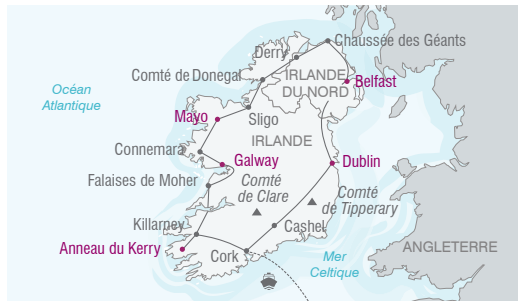 Chaussée des Géants
Derry
Comté de Donegal
IRLANDE
DU NORD
Belfast
Océan
Atlantique
Mayo
Sligo
IRLANDE
Connemara
Galway
Dublin
Falaises de Moher
Comté
de Clare
Comté
de Tipperary
Killarney
Cashel
Anneau du Kerry
Cork
Mer
Celtique
ANGLETERRE